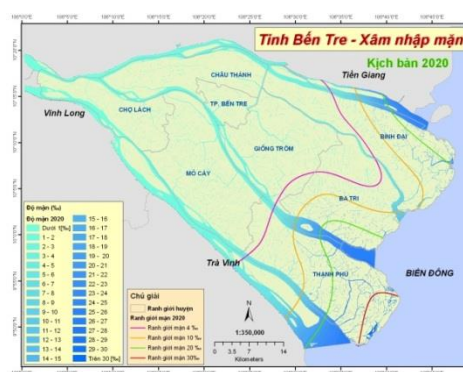 Tỉnh Bến Tre - Xâm nhập mặn
Kịch bản 2020
Tiền Giang
CHÂU THÀNH
Vĩnh Long
CHỢ LÁCH
TP. BẾN TRE
BÌNH ĐẠI
GIỒNG TRÔM
MỎ CÀY
BA TRI
Trà Vinh
THẠNH PHÚ
BIỂN ĐÔNG
Độ mặn (‰)
Độ mặn 2020
Dưới 1[‰]
1 - 2
2 - 3
3 - 4
4 - 5
5 - 6
6 - 7
7 - 8
8 - 9
9 - 10
10 - 11
11 - 12
12 - 13
13 - 14
14 - 15
15 - 16
16 - 17
17 - 18
18 - 19
19 - 20
20 - 21
21 - 22
22 - 23
23 - 24
24 - 25
25 - 26
26 - 27
27 - 28
28 - 29
29 - 30
Trên 30 [‰]
Chú giải
Ranh giới huyện
Ranh giới mặn 2020
Ranh giới mặn 4 ‰
Ranh giới mặn 10 ‰
Ranh giới mặn 20 ‰
Ranh giới mặn 30‰
N
1:350,000
0 3.5 7 14
Kilometers